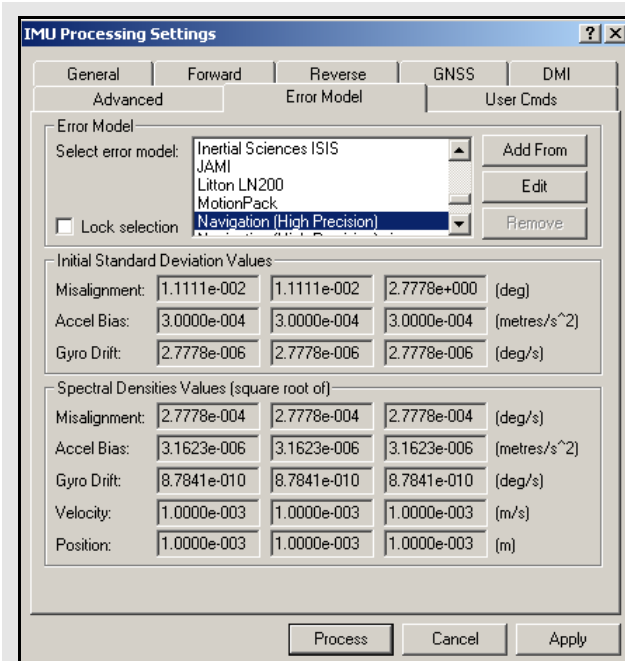 IMU Processing Settings
? X
General Forward Reverse GNSS DMI
Advanced Error Model User Cmds
Error Model
Select error model: Inertial Sciences ISIS Add From
JAMI
Litton LN200 Edit
MotionPack
Lock selection Navigation (High Precision) Remove
Initial Standard Deviation Values
Misalignment: 1.1111e-002 1.1111e-002 2.7778e+000 (deg)
Accel Bias: 3.0000e-004 3.0000e-004 3.0000e-004 (metres/s^2)
Gyro Drift: 2.7778e-006 2.7778e-006 2.7778e-006 (deg/s)
Spectral Densities Values (square root of)
Misalignment: 2.7778e-004 2.7778e-004 2.7778e-004 (deg/s)
Accel Bias: 3.1623e-006 3.1623e-006 3.1623e-006 (metres/s^2)
Gyro Drift: 8.7841e-010 8.7841e-010 8.7841e-010 (deg/s)
Velocity: 1.0000e-003 1.0000e-003 1.0000e-003 (m/s)
Position: 1.0000e-003 1.0000e-003 1.0000e-003 (m)
Process Cancel Apply